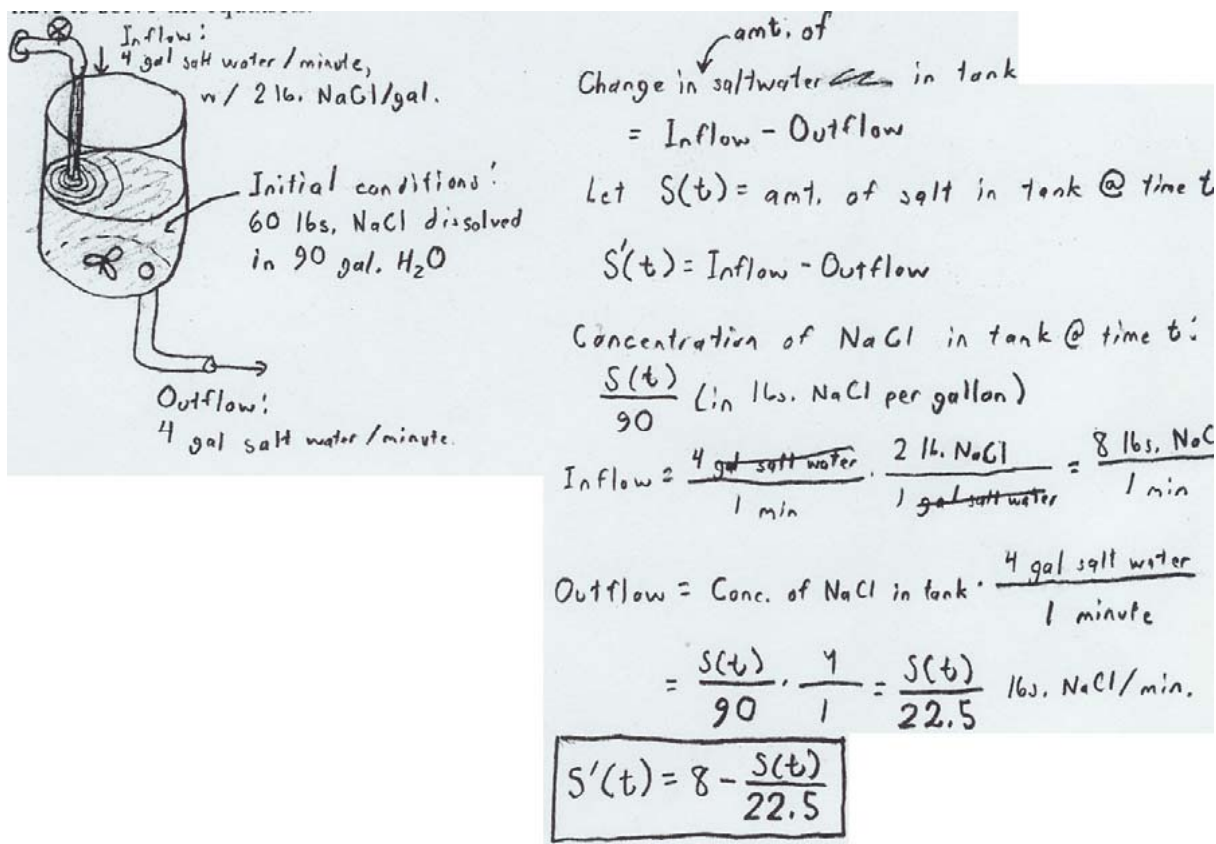 Inflow:
4 gal salt water/minute,
w/ 2 lb. NaCl/gal.
Initial conditions:
60 lbs. NaCl dissolved
in 90 gal. H₂O
Outflow:
4 gal salt water/minute.
amt. of
Change in saltwater in tank
= Inflow - Outflow
Let S(t) = amt. of salt in tank @ time t
S'(t) = Inflow - Outflow
Concentration of NaCl in tank @ time t:
S(t)/90 (in lbs. NaCl per gallon)
Inflow = 4 gal salt water/1 min · 2 lb. NaCl/1 gal salt water = 8 lbs. NaC/1 min
Outflow = Conc. of NaCl in tank · 4 gal salt water/1 minute
= S(t)/90 · 4/1 = S(t)/22.5 lbs. NaCl/min.
S'(t) = 8 - S(t)/22.5